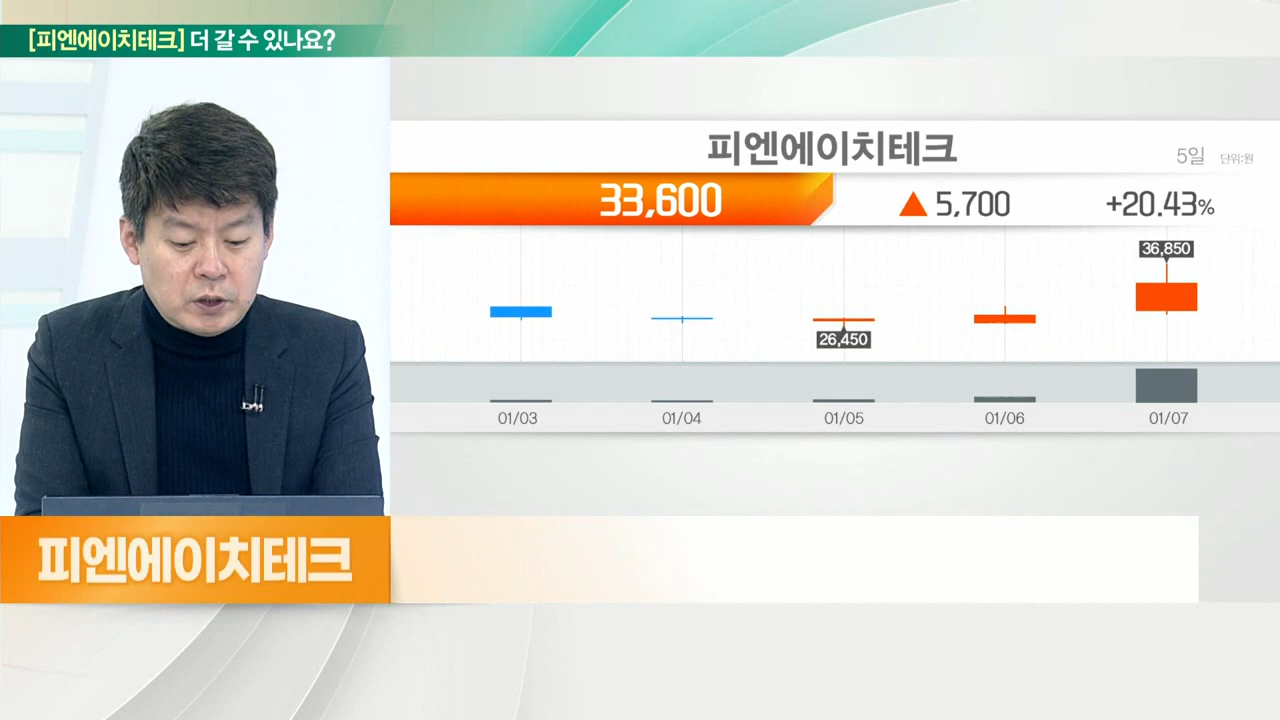 [피엔에이치테크] 더 갈 수 있나요?
피엔에이치테크
5일 단위:원
33,600 ▲ 5,700 +20.43%
36,850
26,450
01/03 01/04 01/05 01/06 01/07
피엔에이치테크